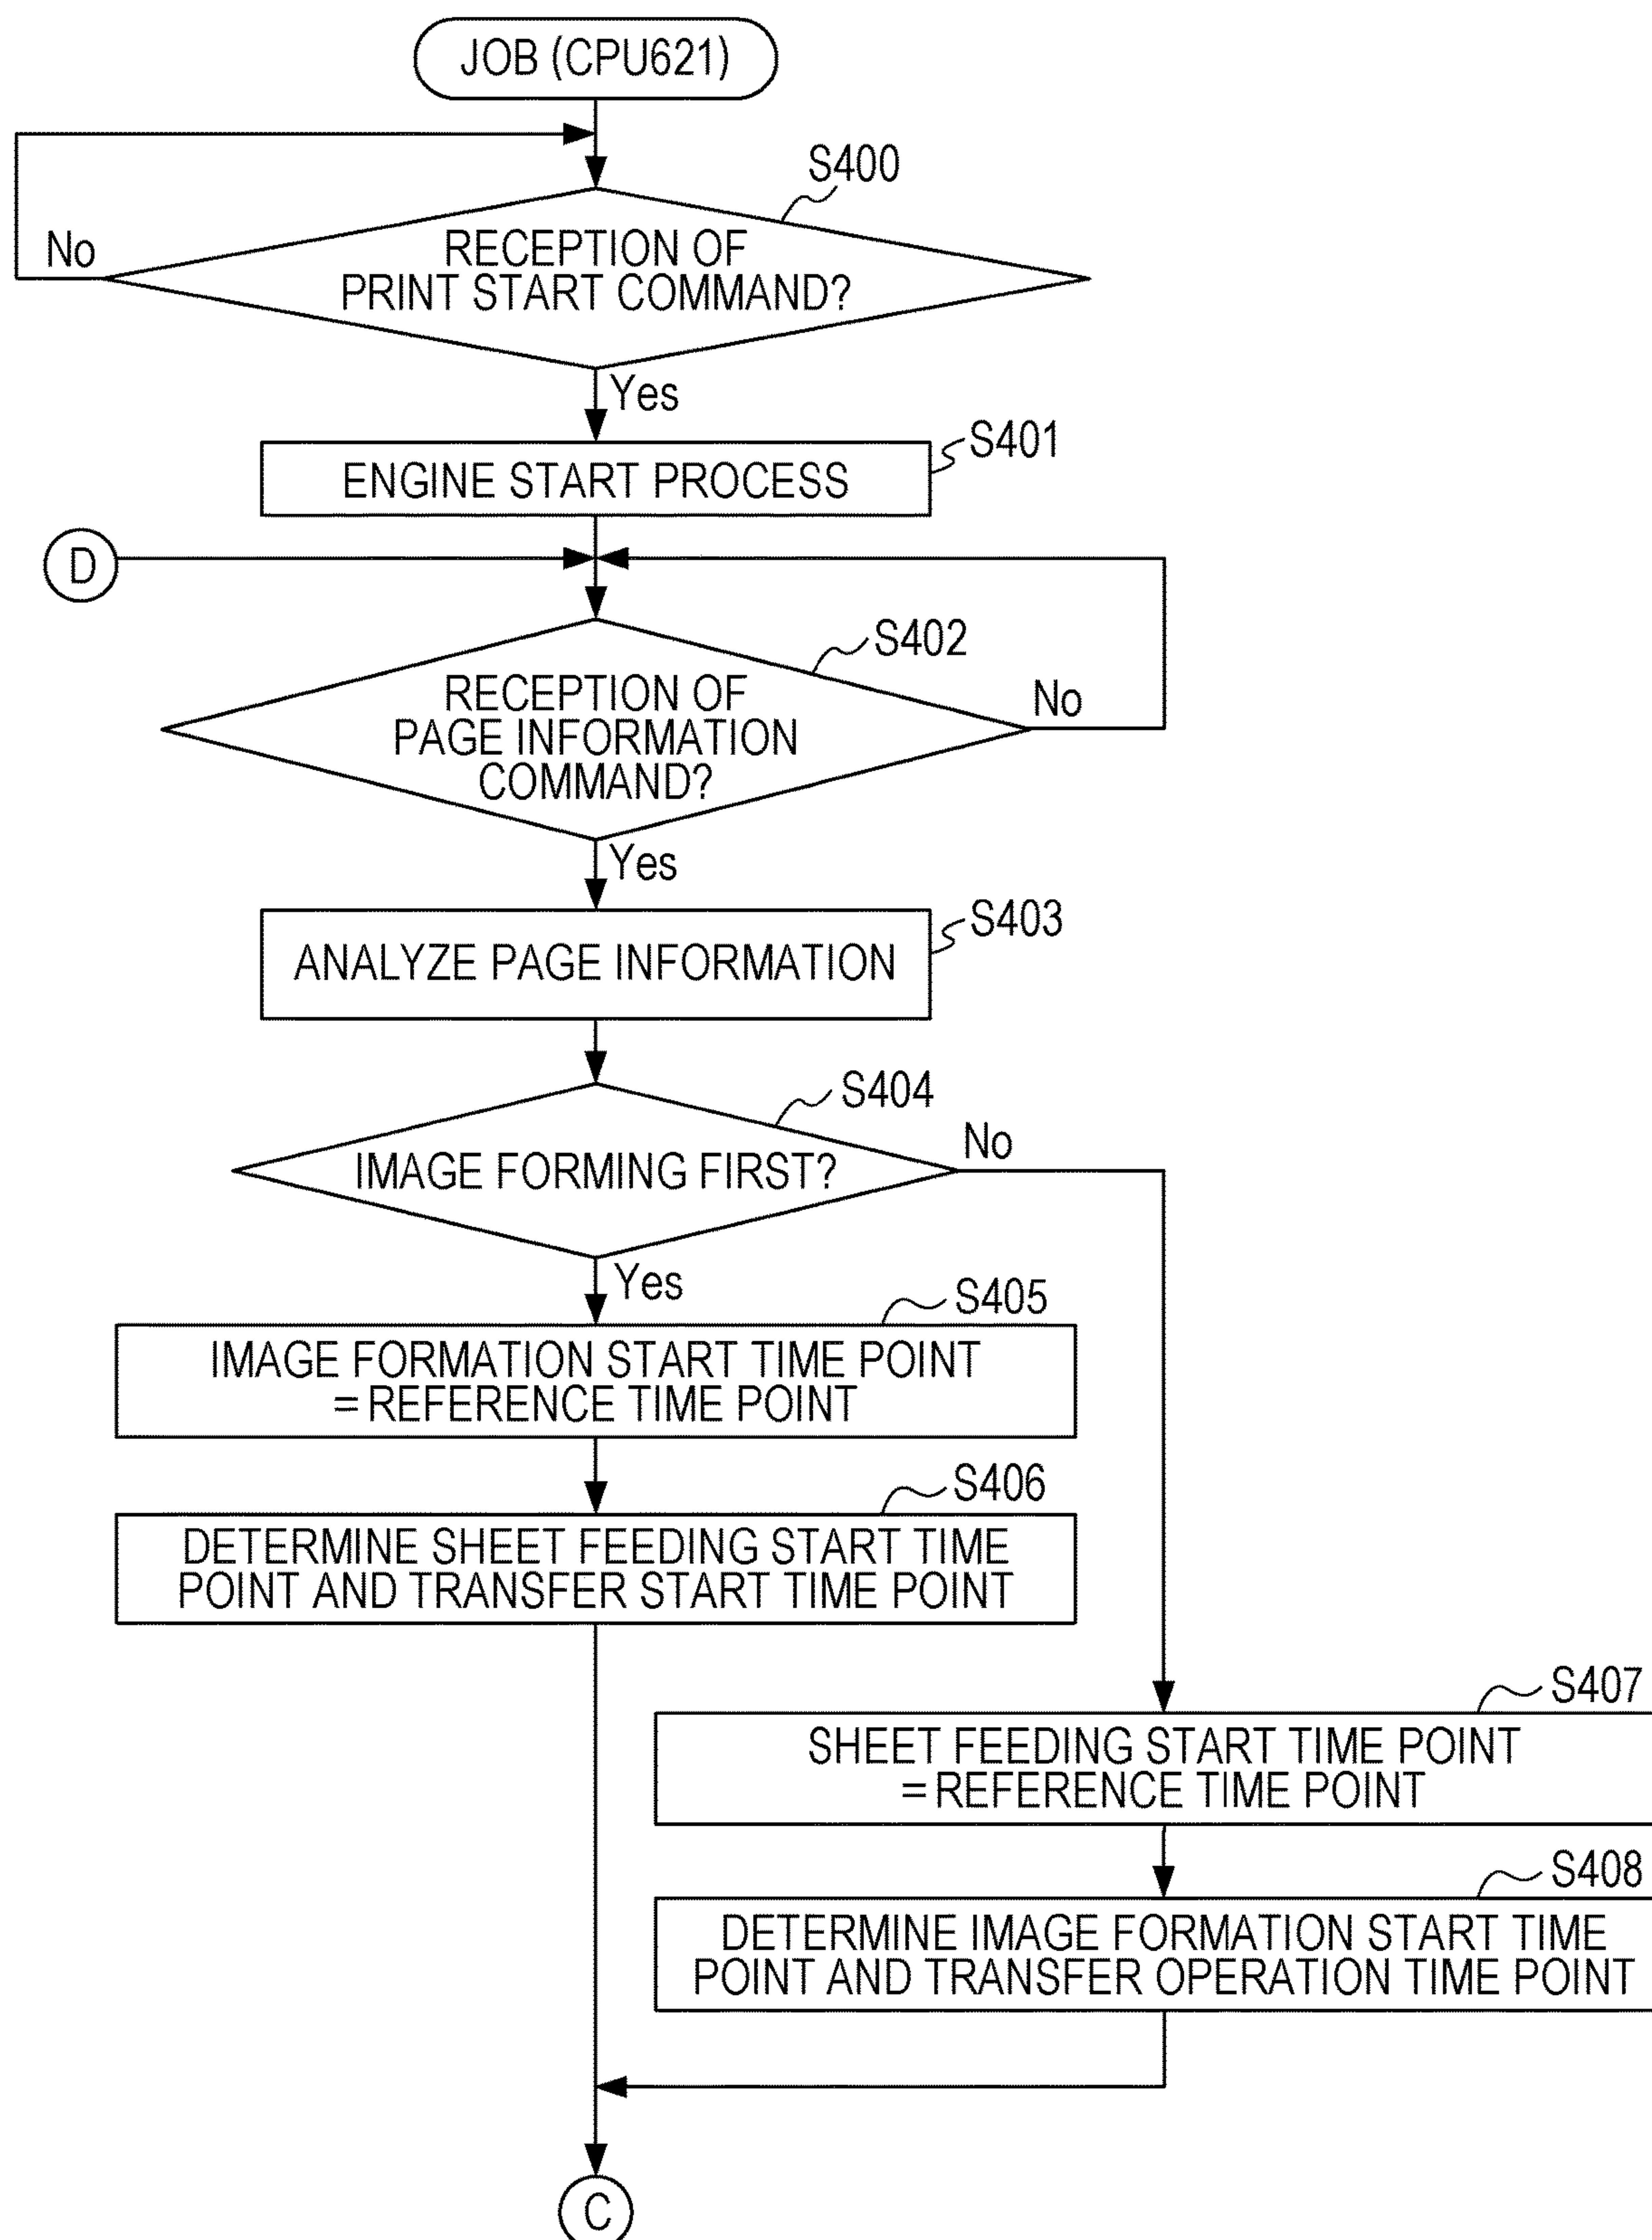 JOB (CPU621)
S400
No
RECEPTION OF
PRINT START COMMAND?
Yes
S401
ENGINE START PROCESS
D
S402
RECEPTION OF
PAGE INFORMATION
COMMAND?
No
Yes
S403
ANALYZE PAGE INFORMATION
S404
No
IMAGE FORMING FIRST?
Yes
S405
IMAGE FORMATION START TIME POINT
= REFERENCE TIME POINT
S406
DETERMINE SHEET FEEDING START TIME
POINT AND TRANSFER START TIME POINT
S407
SHEET FEEDING START TIME POINT
= REFERENCE TIME POINT
S408
DETERMINE IMAGE FORMATION START TIME
POINT AND TRANSFER OPERATION TIME POINT
C